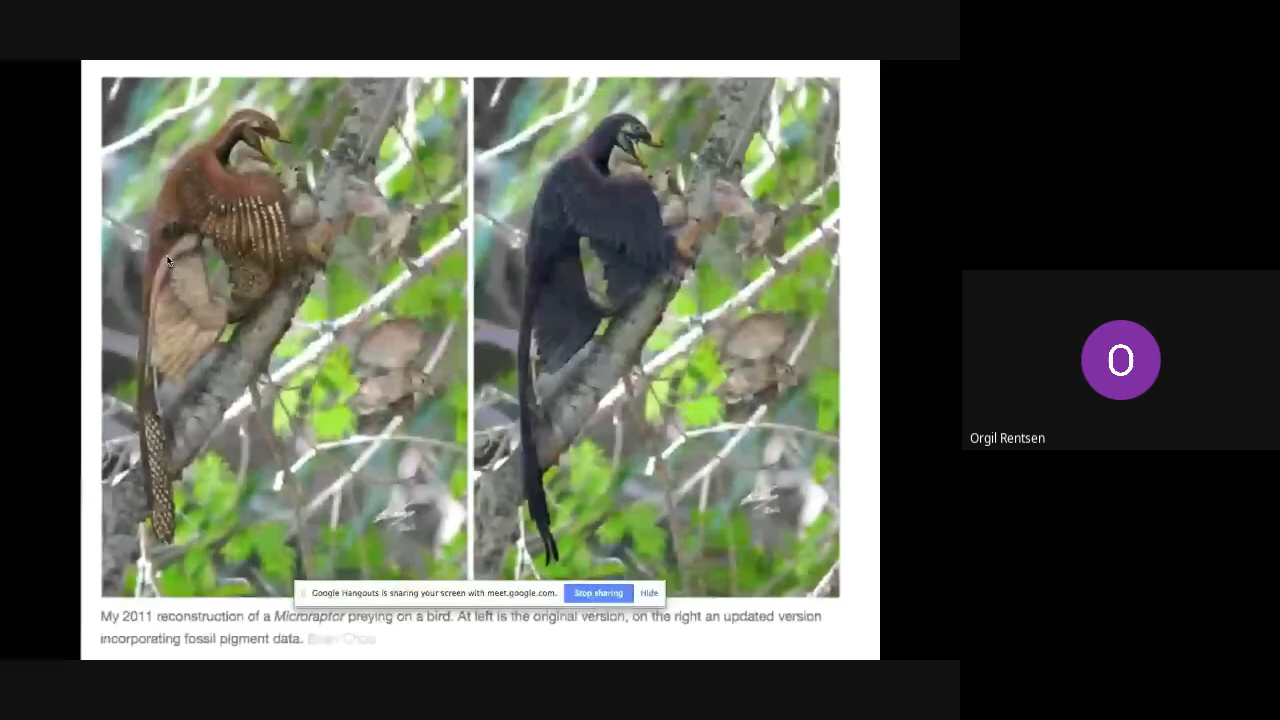 Google Hangouts is sharing your screen with meet.google.com.
Stop sharing
Hide
My 2011 reconstruction of a Microraptor preying on a bird. At left is the original version, on the right an updated version
incorporating fossil pigment data.
O
Orgil Rentsen